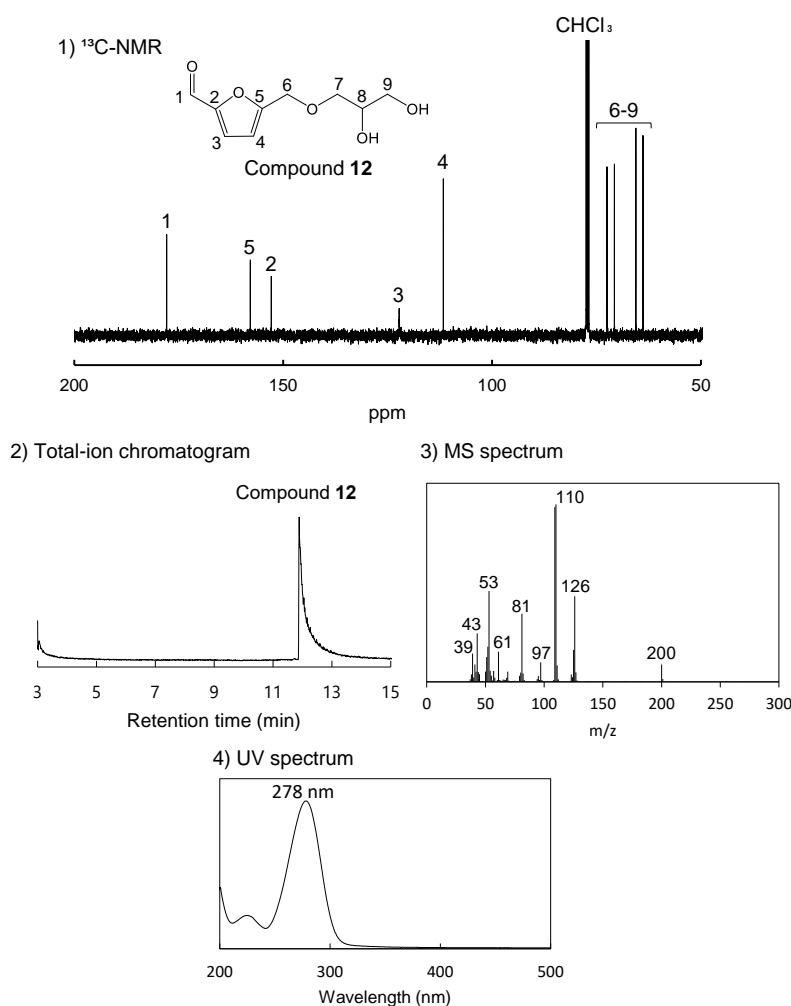 1) ¹³C-NMR
CHCl₃
O
1
2
O
3
4
5
6
O
7
8
9
OH
OH
Compound 12
6-9
1
5
2
3
4
200
150
100
50
ppm
2) Total-ion chromatogram
Compound 12
3
5
7
9
11
13
15
Retention time (min)
3) MS spectrum
110
126
53
81
43
39
61
97
200
0
50
100
150
200
250
300
m/z
4) UV spectrum
278 nm
200
300
400
500
Wavelength (nm)